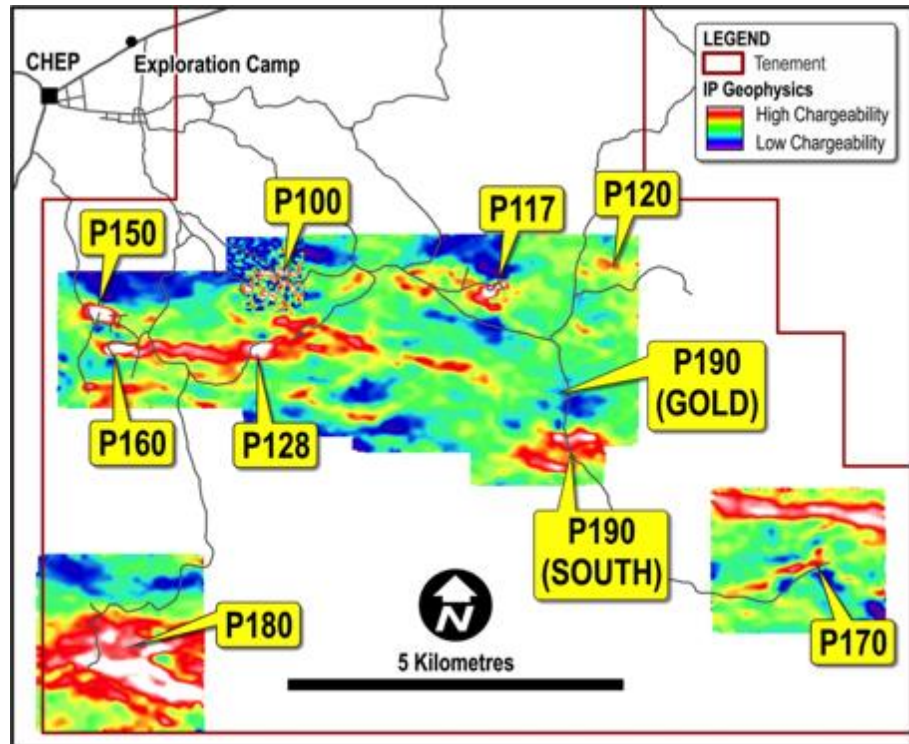 CHEP
Exploration Camp
LEGEND
Tenement
IP Geophysics
High Chargeability
Low Chargeability
P100
P117
P120
P150
P190
(GOLD)
P160
P128
P190
(SOUTH)
P180
P170
N
5 Kilometres